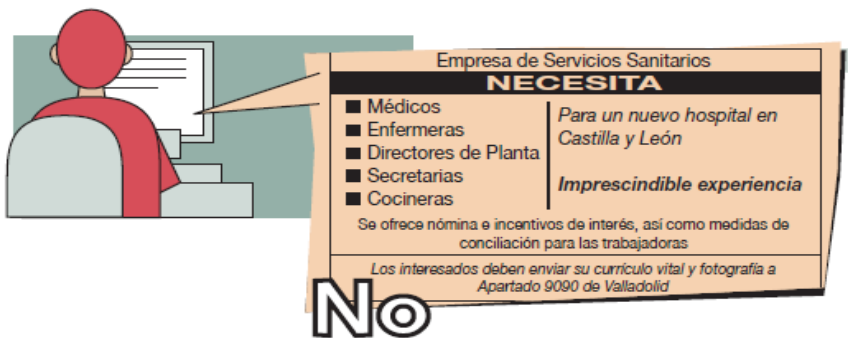 Empresa de Servicios Sanitarios
NECESITA
Médicos
Enfermeras
Directores de Planta
Secretarias
Cocineras
Para un nuevo hospital en
Castilla y León
Imprescindible experiencia
Se ofrece nómina e incentivos de interés, así como medidas de
conciliación para las trabajadoras
Los interesados deben enviar su currículo vital y fotografía a
Apartado 9090 de Valladolid
No